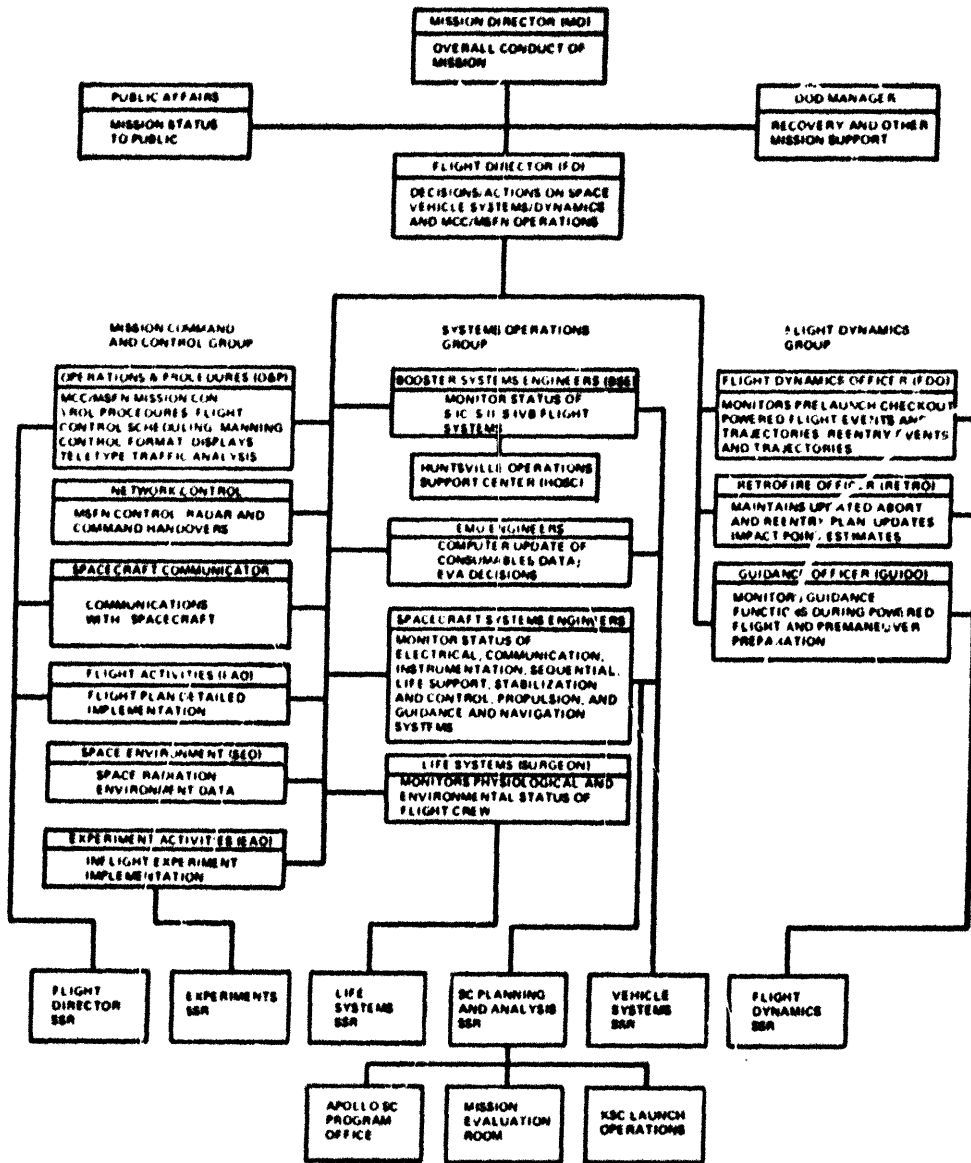 MISSION DIRECTOR (MD)
OVERALL CONDUCT OF
MISSION
PUBLIC AFFAIRS
MISSION STATUS
TO PUBLIC
DOD MANAGER
RECOVERY AND OTHER
MISSION SUPPORT
FLIGHT DIRECTOR (FD)
DECISIONS/ACTIONS ON SPACE
VEHICLE SYSTEMS/DYNAMICS
AND MCC/MSFN OPERATIONS
MISSION COMMAND
AND CONTROL GROUP
OPERATIONS & PROCEDURES (O&P)
MCC/MSFN MISSION CON
TROL PROCEDURES, FLIGHT
CONTROL SCHEDULING, MANNING
CONTROL FORMAT, DISPLAYS
TELETYPE TRAFFIC ANALYSIS
NETWORK CONTROL
MSFN CONTROL RADAR AND
COMMAND HANDOVERS
SPACECRAFT COMMUNICATOR
COMMUNICATIONS
WITH SPACECRAFT
FLIGHT ACTIVITIES (FAO)
FLIGHT PLAN DETAILED
IMPLEMENTATION
SPACE ENVIRONMENT (SEO)
SPACE RADIATION
ENVIRONMENT DATA
EXPERIMENT ACTIVITIES (EAO)
INFLIGHT EXPERIMENT
IMPLEMENTATION
SYSTEMS OPERATIONS
GROUP
BOOSTER SYSTEMS ENGINEERS (BSE)
MONITOR STATUS OF
S-IC, S-II, S-IVB FLIGHT
SYSTEMS
HUNTSVILLE OPERATIONS
SUPPORT CENTER (HOSC)
EMU ENGINEERS
COMPUTER UPDATE OF
CONSUMABLES DATA;
EVA DECISIONS
SPACECRAFT SYSTEMS ENGINEERS
MONITOR STATUS OF
ELECTRICAL, COMMUNICATION,
INSTRUMENTATION, SEQUENTIAL,
LIFE SUPPORT, STABILIZATION
AND CONTROL, PROPULSION, AND
GUIDANCE AND NAVIGATION
SYSTEMS
LIFE SYSTEMS (SURGEON)
MONITORS PHYSIOLOGICAL AND
ENVIRONMENTAL STATUS OF
FLIGHT CREW
FLIGHT DYNAMICS
GROUP
FLIGHT DYNAMICS OFFICER (FDO)
MONITORS PRELAUNCH CHECKOUT
POWERED FLIGHT EVENTS AND
TRAJECTORIES, REENTRY EVENTS
AND TRAJECTORIES
RETROFIRE OFFICER (RETRO)
MAINTAINS UPDATED ABORT
AND REENTRY PLAN, UPDATES
IMPACT POINT ESTIMATES
GUIDANCE OFFICER (GUIDO)
MONITORS GUIDANCE
FUNCTIONS DURING POWERED
FLIGHT AND PREMANEUVER
PREPARATION
FLIGHT
DIRECTOR
SSR
EXPERIMENTS
SSR
LIFE
SYSTEMS
SSR
SC PLANNING
AND ANALYSIS
SSR
VEHICLE
SYSTEMS
SSR
FLIGHT
DYNAMICS
SSR
APOLLO SC
PROGRAM
OFFICE
MISSION
EVALUATION
ROOM
KSC LAUNCH
OPERATIONS